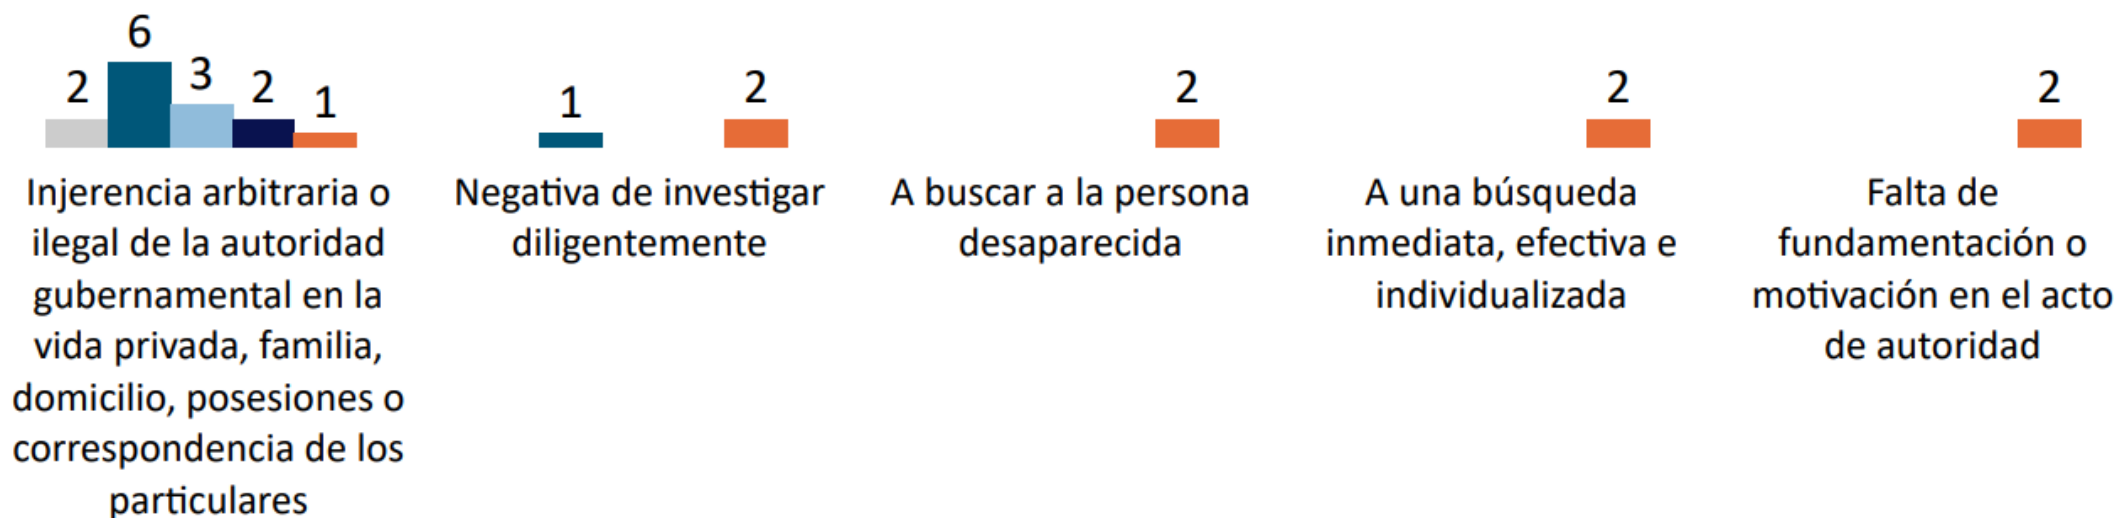 2 6 3 2 1
1 2
2
2
2
Injerencia arbitraria o
ilegal de la autoridad
gubernamental en la
vida privada, familia,
domicilio, posesiones o
correspondencia de los
particulares
Negativa de investigar
diligentemente
A buscar a la persona
desaparecida
A una búsqueda
inmediata, efectiva e
individualizada
Falta de
fundamentación o
motivación en el acto
de autoridad